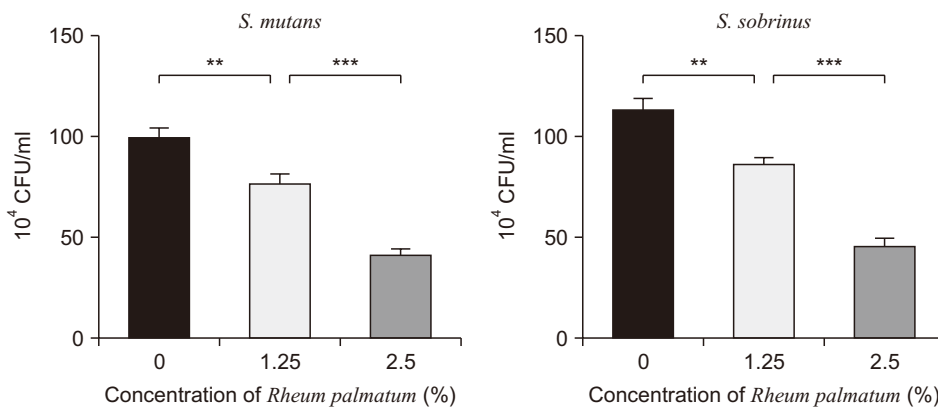 S. mutans
150
100
50
0
** ***
10⁴ CFU/ml
0 1.25 2.5
Concentration of Rheum palmatum (%)
S. sobrinus
150
100
50
0
** ***
10⁴ CFU/ml
0 1.25 2.5
Concentration of Rheum palmatum (%)